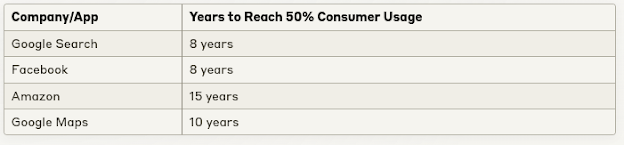 Company/App Years to Reach 50% Consumer Usage
Google Search 8 years
Facebook 8 years
Amazon 15 years
Google Maps 10 years